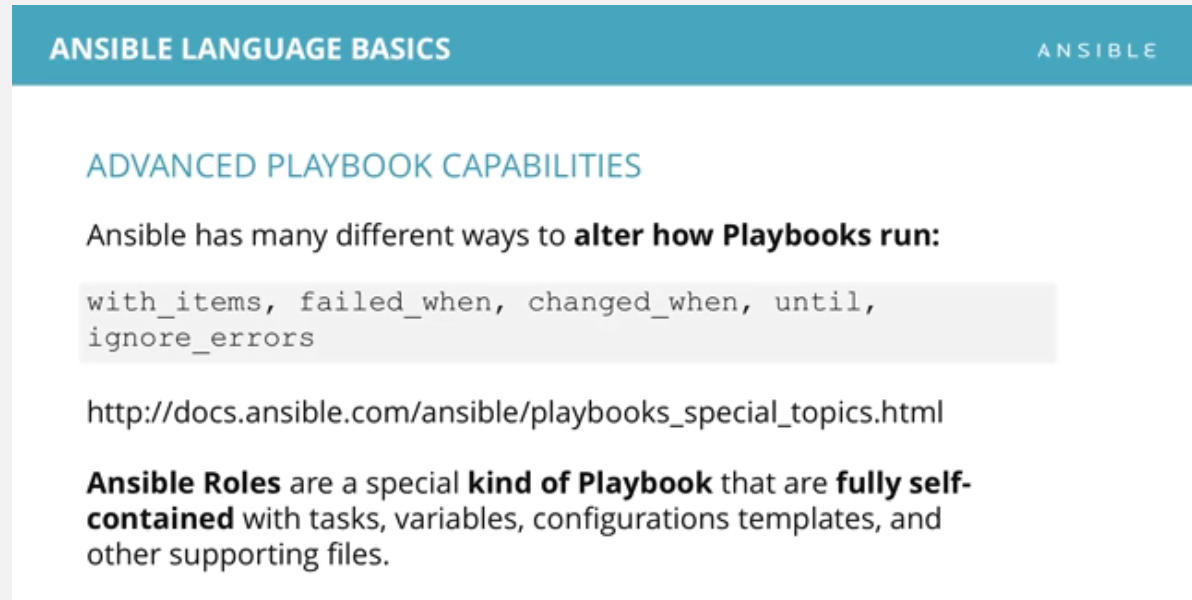 ANSIBLE LANGUAGE BASICS
ANSIBLE
ADVANCED PLAYBOOK CAPABILITIES
Ansible has many different ways to alter how Playbooks run:
with_items, failed_when, changed_when, until,
ignore_errors
http://docs.ansible.com/ansible/playbooks_special_topics.html
Ansible Roles are a special kind of Playbook that are fully self-
contained with tasks, variables, configurations templates, and
other supporting files.